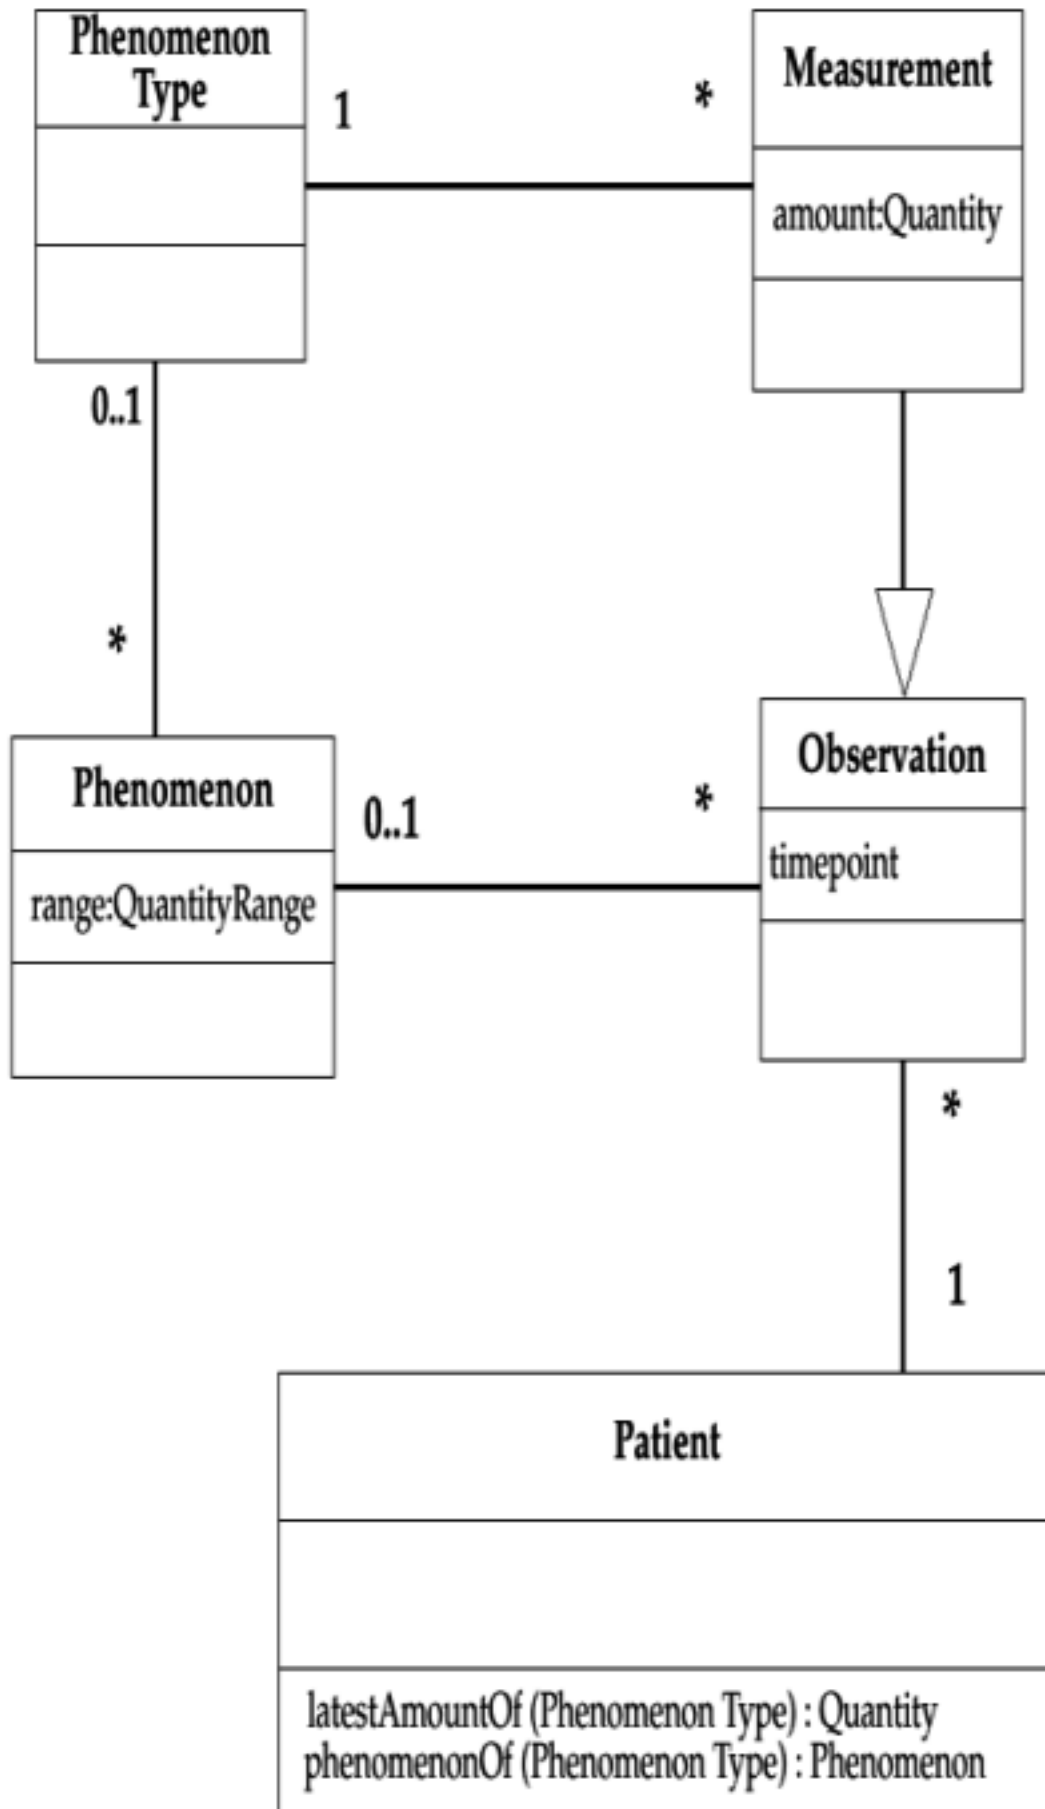 Phenomenon
Type
1
*
Measurement
amount:Quantity
0..1
*
Phenomenon
range:QuantityRange
0..1
*
Observation
timepoint
*
1
Patient
latestAmountOf (Phenomenon Type) : Quantity
phenomenonOf (Phenomenon Type) : Phenomenon